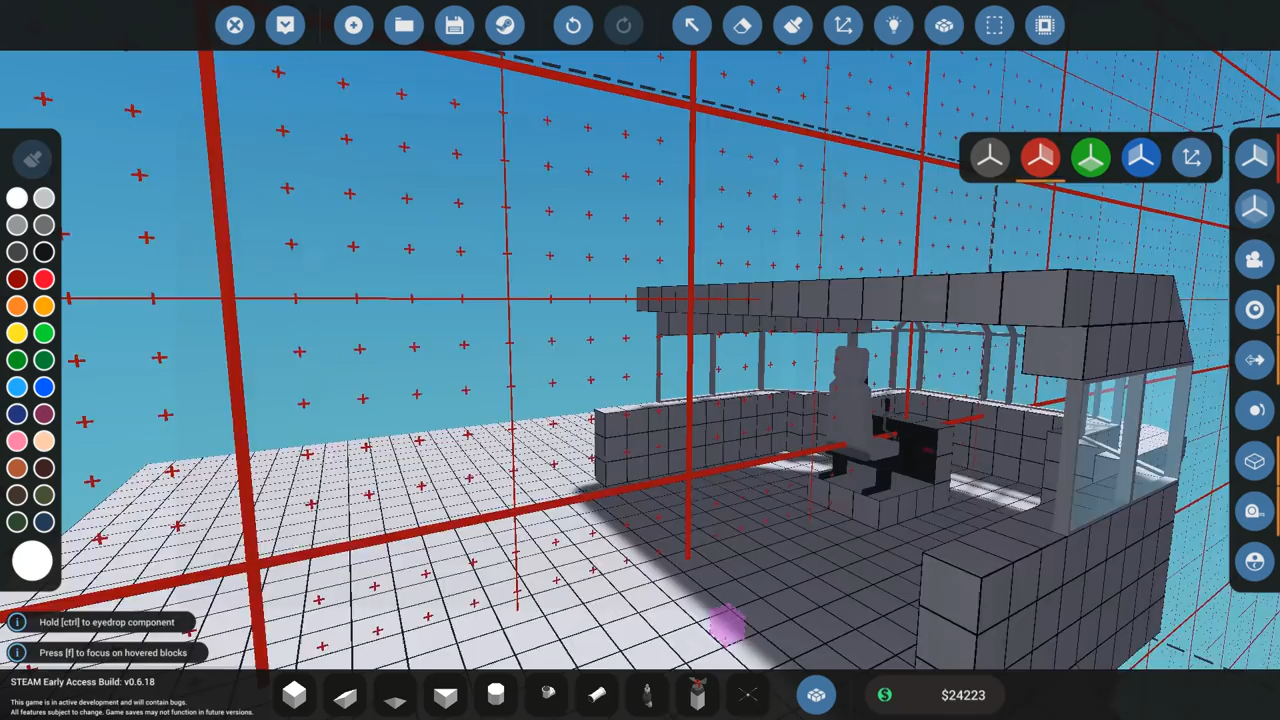 Hold [ctrl] to eyedrop component
Press [f] to focus on hovered blocks
STEAM Early Access Build: v0.6.18
This game is in active development and will contain bugs.
All features subject to change. Game saves may not function in future versions.
$ $24223